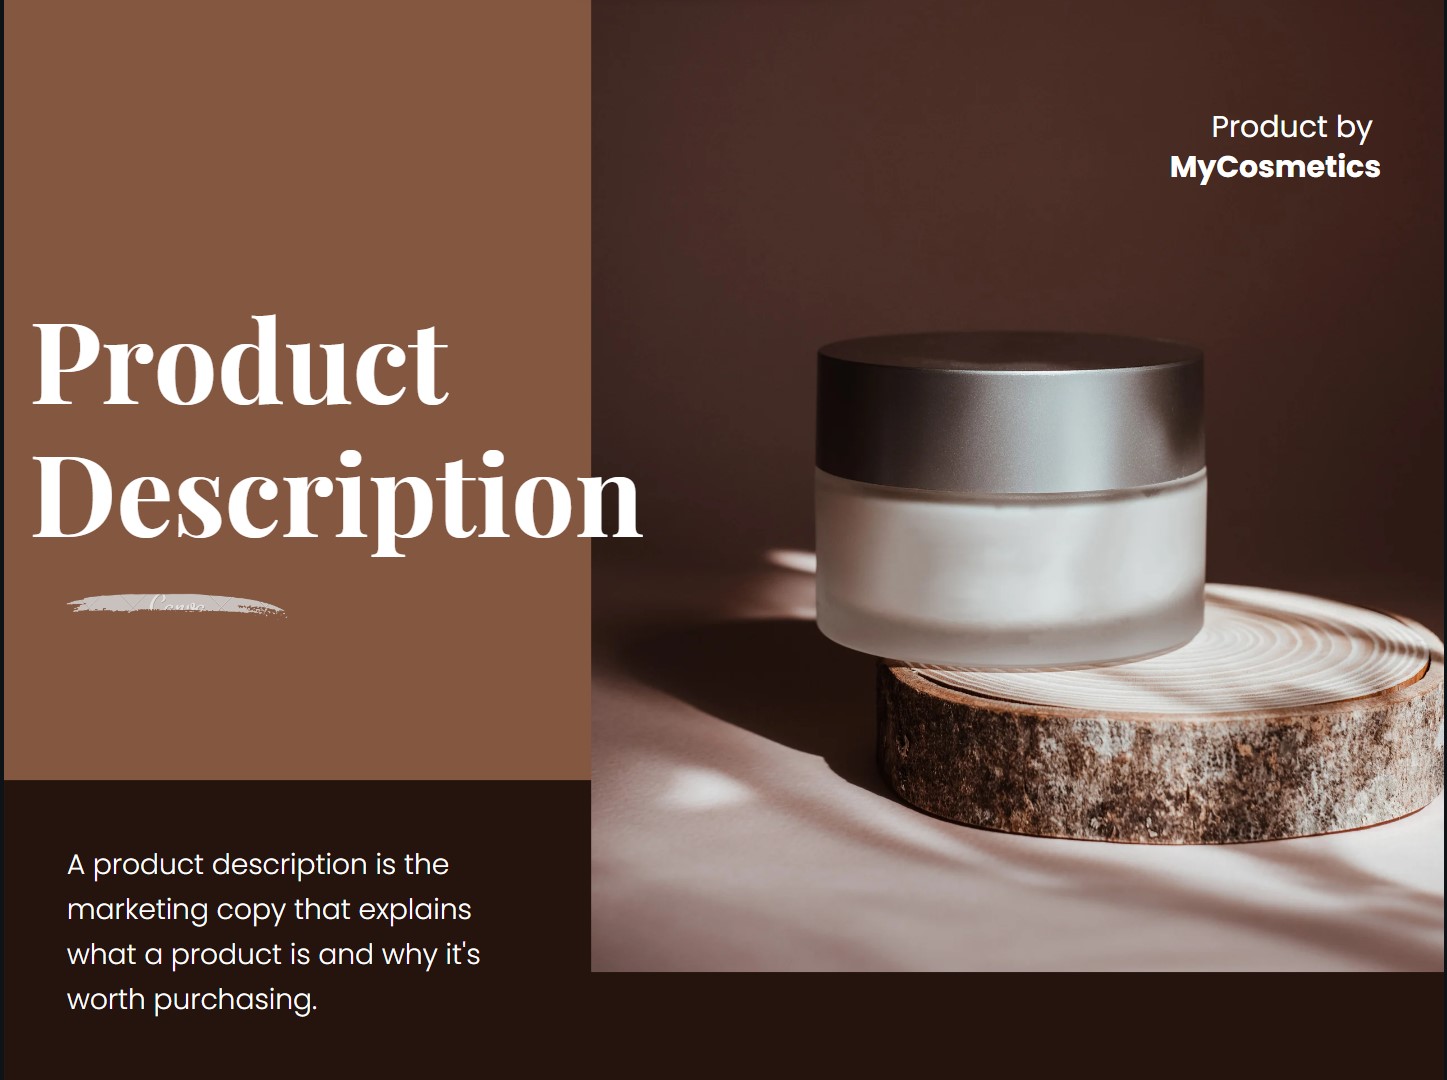 Product by
MyCosmetics
Product
Description
Canva
A product description is the
marketing copy that explains
what a product is and why it's
worth purchasing.